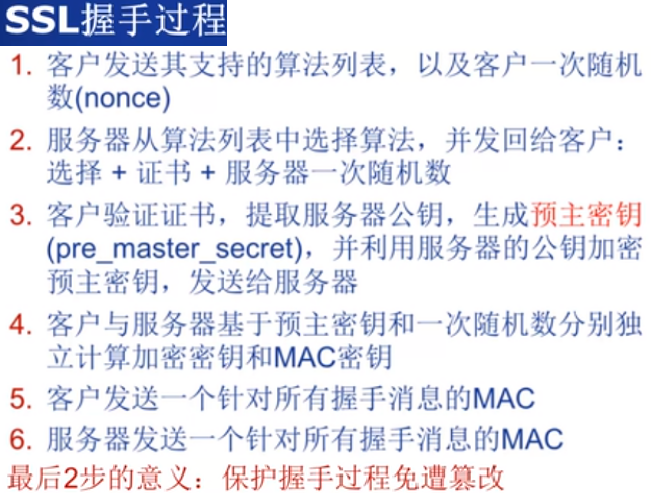 SSL握手过程
1. 客户发送其支持的算法列表，以及客户一次随机
数(nonce)
2. 服务器从算法列表中选择算法，并发回给客户：
选择 + 证书 + 服务器一次随机数
3. 客户验证证书，提取服务器公钥，生成预主密钥
(pre_master_secret)，并利用服务器的公钥加密
预主密钥，发送给服务器
4. 客户与服务器基于预主密钥和一次随机数分别独
立计算加密密钥和MAC密钥
5. 客户发送一个针对所有握手消息的MAC
6. 服务器发送一个针对所有握手消息的MAC
最后2步的意义：保护握手过程免遭篡改